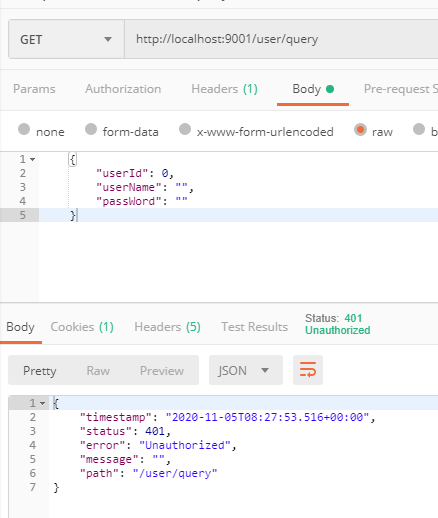 GET http://localhost:9001/user/query
Params Authorization Headers (1) Body Pre-request S
none form-data x-www-form-urlencoded raw b
1 {
2 "userId": 0,
3 "userName": "",
4 "passWord": ""
5 }
Body Cookies (1) Headers (5) Test Results Status: 401 Unauthorized
Pretty Raw Preview JSON
1 {
2 "timestamp": "2020-11-05T08:27:53.516+00:00",
3 "status": 401,
4 "error": "Unauthorized",
5 "message": "",
6 "path": "/user/query"
7 }